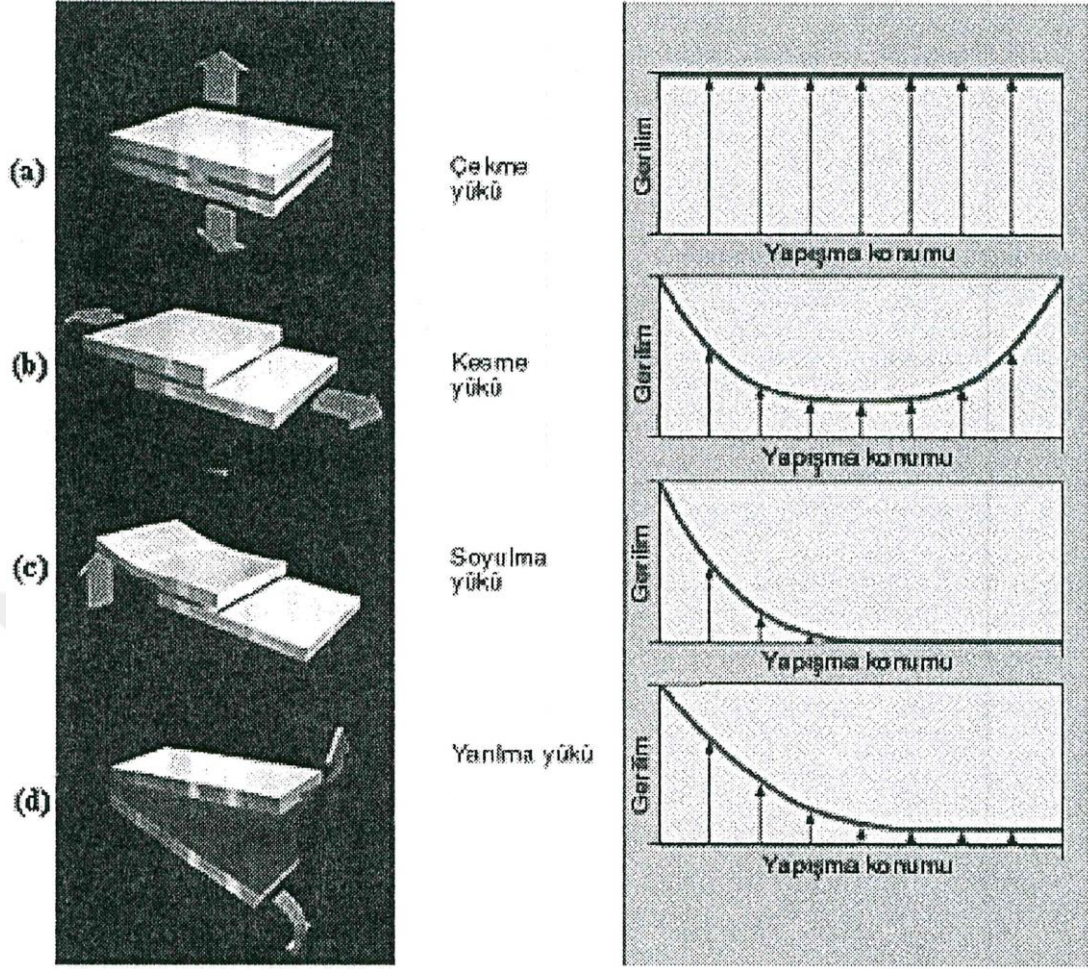 (a)
Çekme
yükü
Gerilim
Yapışma konumu
(b)
Kesme
yükü
Gerilim
Yapışma konumu
(c)
Soyulma
yükü
Gerilim
Yapışma konumu
(d)
Yarılma yükü
Gerilim
Yapışma konumu